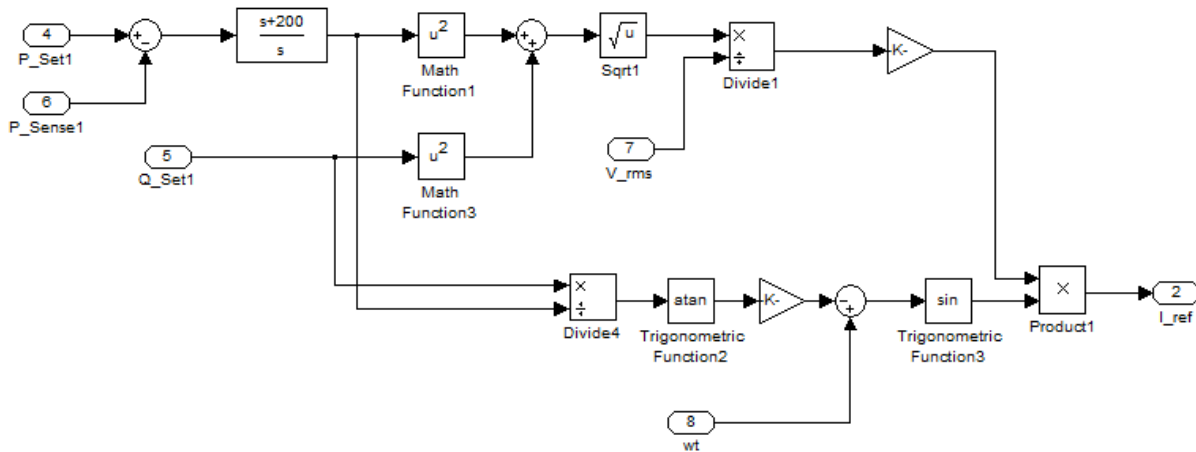 4
P_Set1
+
-
6
P_Sense1
s+200
s
u²
Math
Function1
+
+
√u
Sqrt1
×
÷
Divide1
K-
5
Q_Set1
u²
Math
Function3
7
V_rms
×
÷
Divide4
atan
Trigonometric
Function2
K-
-
+
sin
Trigonometric
Function3
×
Product1
2
I_ref
8
wt